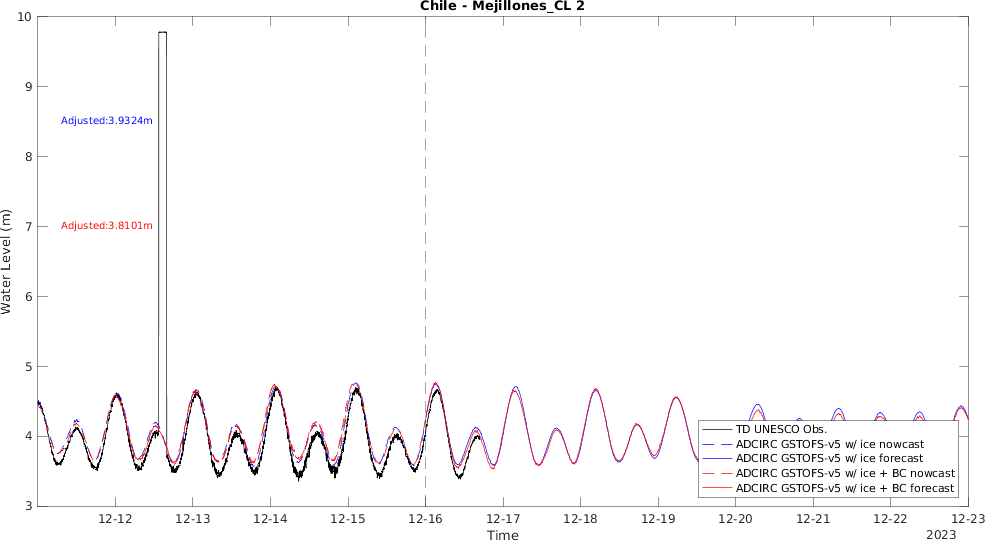 Chile - Mejillones_CL 2
10
9
8
7
6
5
4
3
Water Level (m)
Adjusted:3.9324m
Adjusted:3.8101m
TD UNESCO Obs.
ADCIRC GSTOFS-v5 w/ ice nowcast
ADCIRC GSTOFS-v5 w/ ice forecast
ADCIRC GSTOFS-v5 w/ ice + BC nowcast
ADCIRC GSTOFS-v5 w/ ice + BC forecast
12-12 12-13 12-14 12-15 12-16 12-17 12-18 12-19 12-20 12-21 12-22 12-23
Time
2023